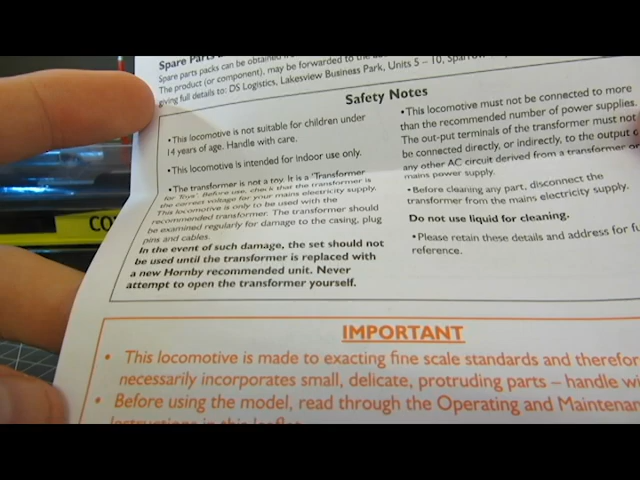 Spare Parts
Spare parts packs can be obtained
The product (or component), may be forwarded to the
giving full details to: DS Logistics, Lakesview Business Park, Units 5 – 10,
Safety Notes
•This locomotive is not suitable for children under
14 years of age. Handle with care.
•This locomotive is intended for indoor use only.
•The transformer is not a toy. It is a 'Transformer
for Toys'. Before use, check that the transformer is
the correct voltage for your mains electricity supply.
This locomotive is only to be used with the
recommended transformer. The transformer should
be examined regularly for damage to the casing, plug
pins and cables.
In the event of such damage, the set should not
be used until the transformer is replaced with
a new Hornby recommended unit. Never
attempt to open the transformer yourself.
•This locomotive must not be connected to more
than the recommended number of power supplies.
The out-put terminals of the transformer must not
be connected directly, or indirectly, to the output
any other AC circuit derived from a transformer or
mains power supply.
•Before cleaning any part, disconnect the
transformer from the mains electricity supply.
Do not use liquid for cleaning.
•Please retain these details and address for
reference.
IMPORTANT
• This locomotive is made to exacting fine scale standards and
necessarily incorporates small, delicate, protruding parts – handle
• Before using the model, read through the Operating and
Instructions in this leaflet